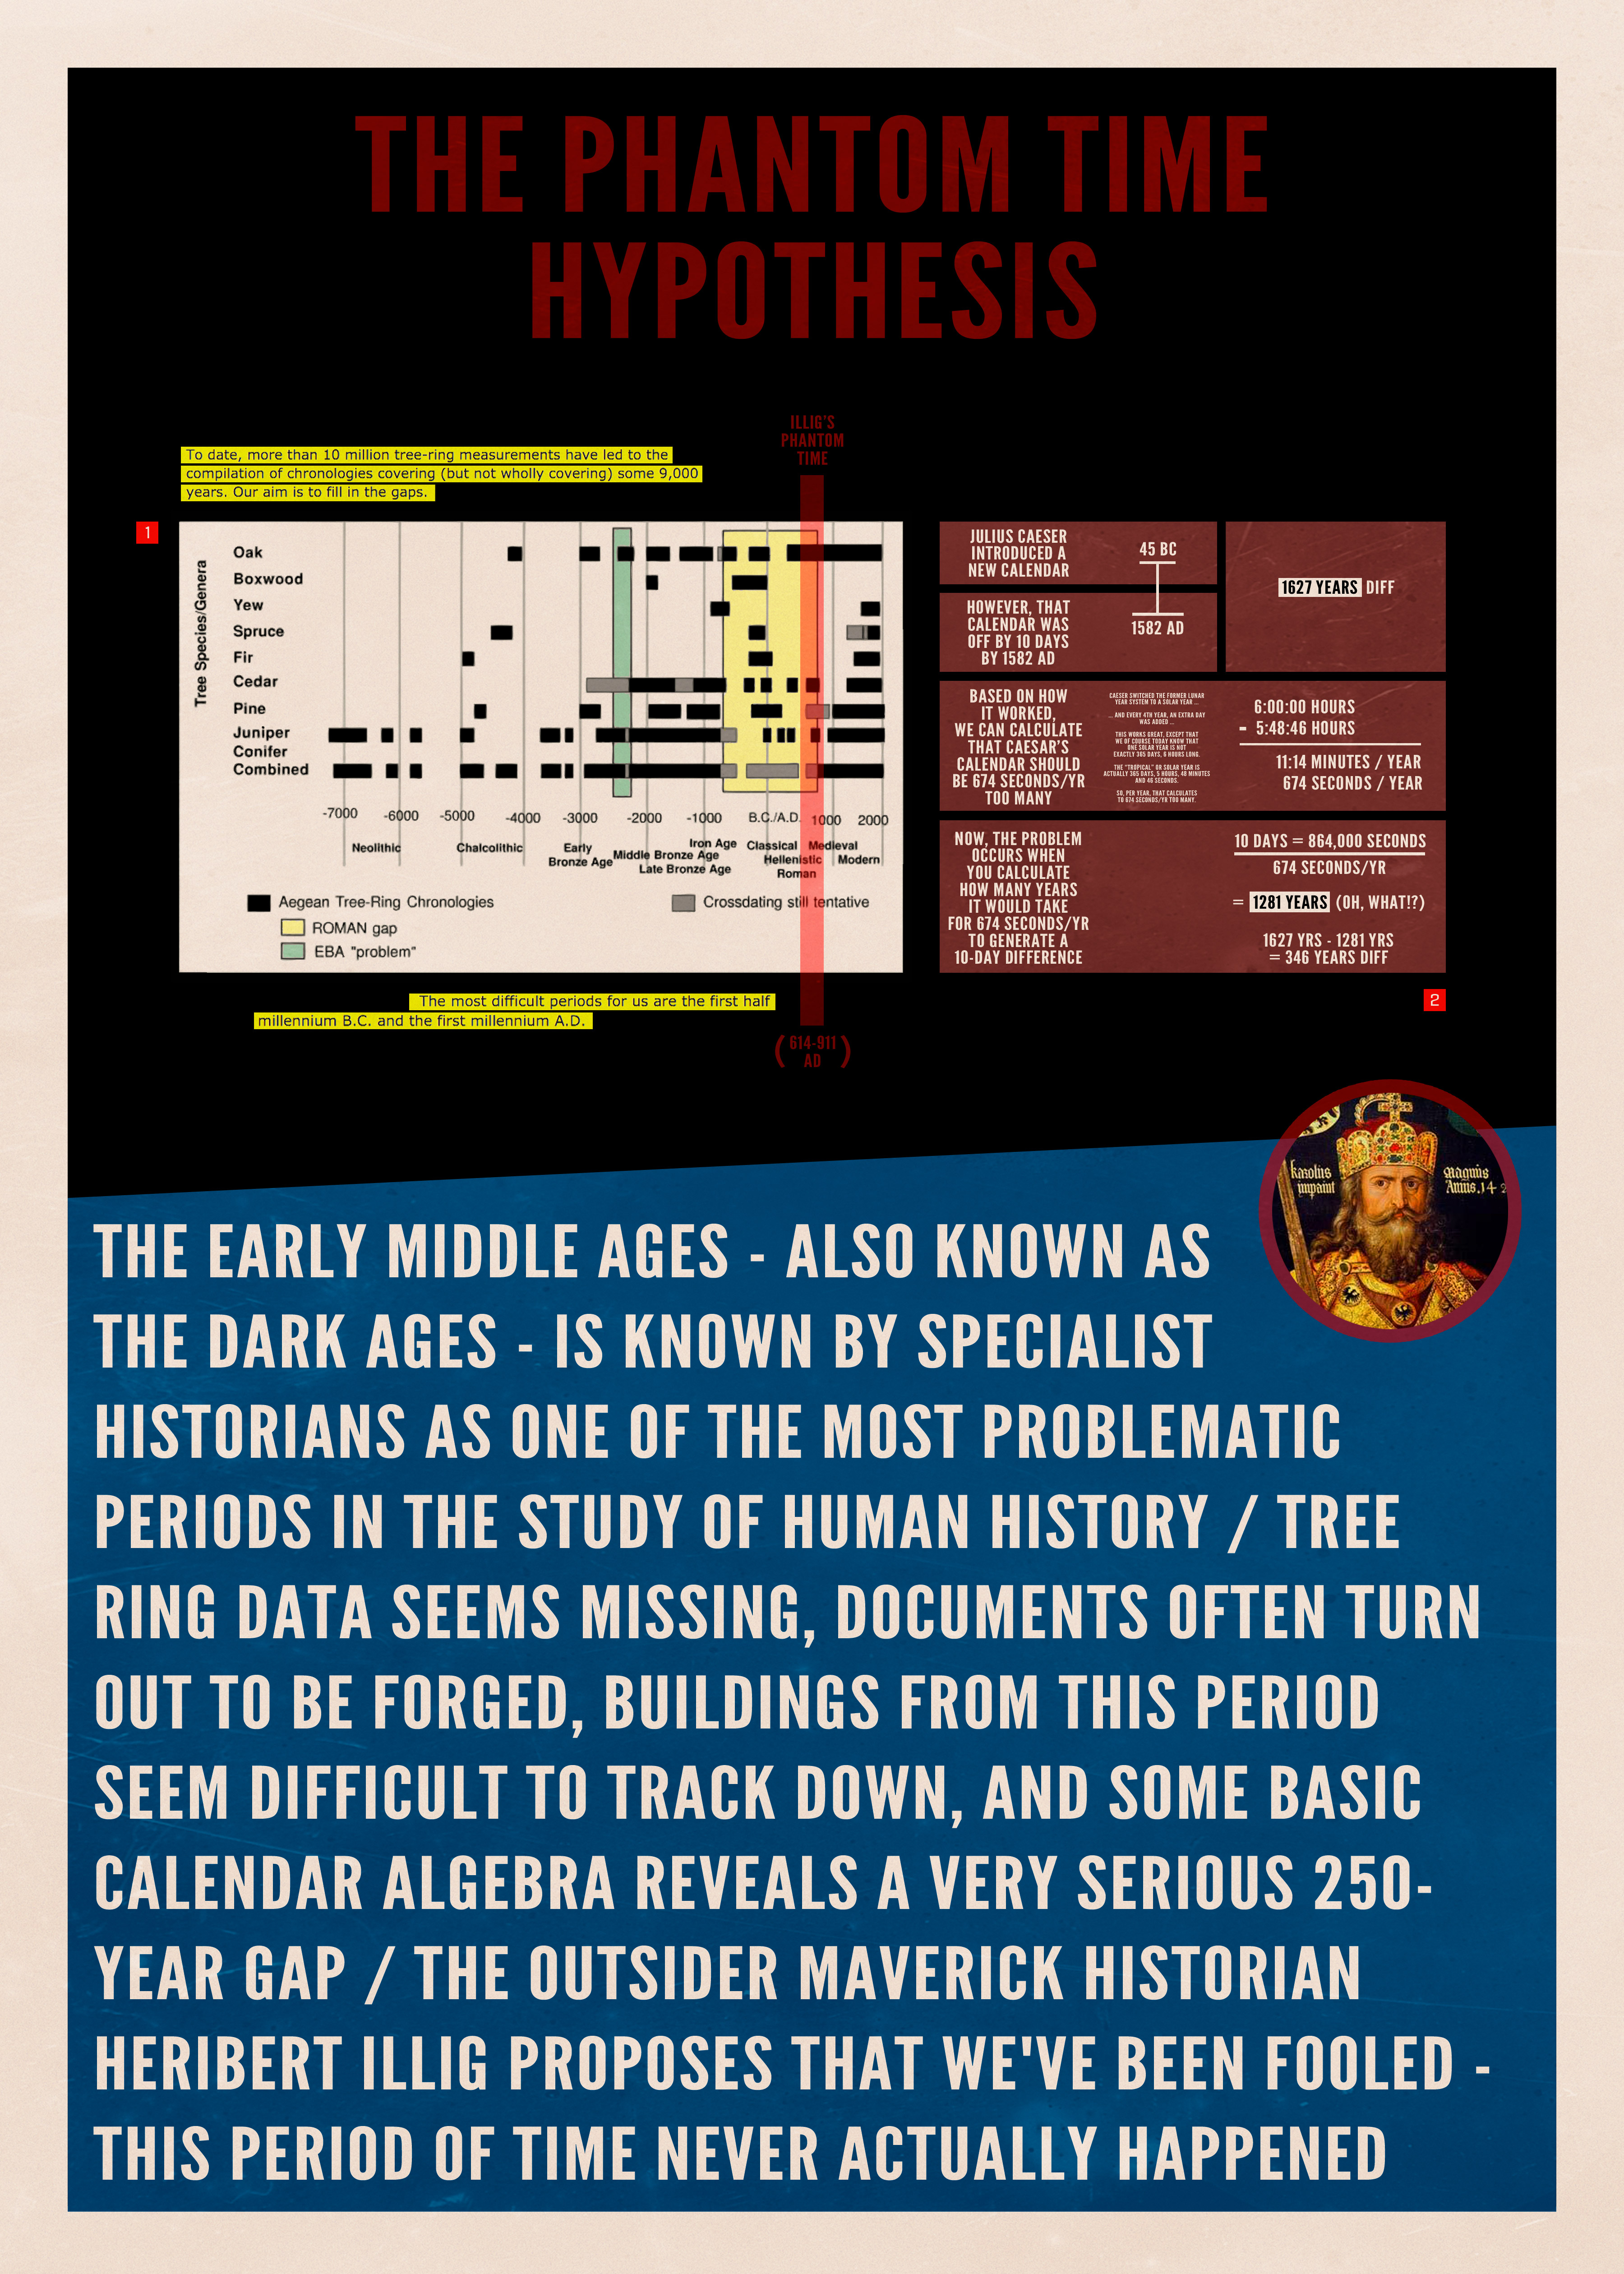 THE PHANTOM TIME
HYPOTHESIS
ILLIG'S
PHANTOM
TIME
To date, more than 10 million tree-ring measurements have led to the
compilation of chronologies covering (but not wholly covering) some 9,000
years. Our aim is to fill in the gaps.
1
Tree Species/Genera
Oak
Boxwood
Yew
Spruce
Fir
Cedar
Pine
Juniper
Conifer
Combined
-7000 -6000 -5000 -4000 -3000 -2000 -1000 B.C./A.D. 1000 2000
Neolithic
Chalcolithic
Early
Bronze Age
Middle Bronze Age
Late Bronze Age
Iron Age
Classical
Hellenistic
Roman
Medieval
Modern
Aegean Tree-Ring Chronologies
Crossdating still tentative
ROMAN gap
EBA "problem"
The most difficult periods for us are the first half
millennium B.C. and the first millennium A.D.
( 614-911
AD )
JULIUS CAESER
INTRODUCED A
NEW CALENDAR
45 BC
HOWEVER, THAT
CALENDAR WAS
OFF BY 10 DAYS
BY 1582 AD
1582 AD
1627 YEARS DIFF
BASED ON HOW
IT WORKED,
WE CAN CALCULATE
THAT CAESAR'S
CALENDAR SHOULD
BE 674 SECONDS/YR
TOO MANY
CAESER SWITCHED THE FORMER LUNAR
YEAR SYSTEM TO A SOLAR YEAR ...
... AND EVERY 4TH YEAR, AN EXTRA DAY
WAS ADDED ...
THIS WORKS GREAT, EXCEPT THAT
WE OF COURSE TODAY KNOW THAT
ONE SOLAR YEAR IS NOT
EXACTLY 365 DAYS, 6 HOURS LONG.
THE "TROPICAL" OR SOLAR YEAR IS
ACTUALLY 365 DAYS, 5 HOURS, 48 MINUTES
AND 46 SECONDS.
SO, PER YEAR, THAT CALCULATES
TO 674 SECONDS/YR TOO MANY.
6:00:00 HOURS
- 5:48:46 HOURS
11:14 MINUTES / YEAR
674 SECONDS / YEAR
NOW, THE PROBLEM
OCCURS WHEN
YOU CALCULATE
HOW MANY YEARS
IT WOULD TAKE
FOR 674 SECONDS/YR
TO GENERATE A
10-DAY DIFFERENCE
10 DAYS = 864,000 SECONDS
674 SECONDS/YR
= 1281 YEARS (OH, WHAT!?)
1627 YRS - 1281 YRS
= 346 YEARS DIFF
2
karolus
magnus
THE EARLY MIDDLE AGES - ALSO KNOWN AS
THE DARK AGES - IS KNOWN BY SPECIALIST
HISTORIANS AS ONE OF THE MOST PROBLEMATIC
PERIODS IN THE STUDY OF HUMAN HISTORY / TREE
RING DATA SEEMS MISSING, DOCUMENTS OFTEN TURN
OUT TO BE FORGED, BUILDINGS FROM THIS PERIOD
SEEM DIFFICULT TO TRACK DOWN, AND SOME BASIC
CALENDAR ALGEBRA REVEALS A VERY SERIOUS 250-
YEAR GAP / THE OUTSIDER MAVERICK HISTORIAN
HERIBERT ILLIG PROPOSES THAT WE'VE BEEN FOOLED -
THIS PERIOD OF TIME NEVER ACTUALLY HAPPENED